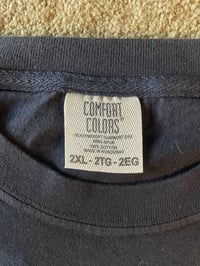 COMFORT
COLORS®
HEAVYWEIGHT GARMENT DYE
RING SPUN
100% COTTON
MADE IN HONDURAS
2XL - 2TG - 2EG